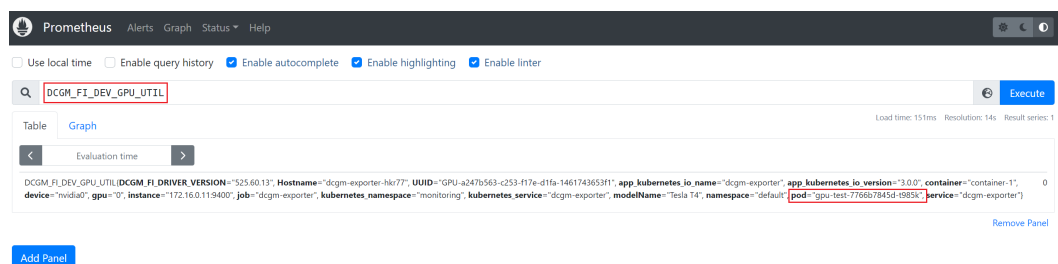 Prometheus Alerts Graph Status Help
Use local time Enable query history Enable autocomplete Enable highlighting Enable linter
DCGM_FI_DEV_GPU_UTIL Execute
Load time: 151ms Resolution: 14s Result series: 1
Table Graph
Evaluation time
DCGM_FI_DEV_GPU_UTIL{DCGM_FI_DRIVER_VERSION="525.60.13", Hostname="dcgm-exporter-hkr77", UUID="GPU-a247b563-c253-f17e-d1fa-1461743653f1", app_kubernetes_io_name="dcgm-exporter", app_kubernetes_io_version="3.0.0", container="container-1", 0
device="nvidia0", gpu="0", instance="172.16.0.11:9400", job="dcgm-exporter", kubernetes_namespace="monitoring", kubernetes_service="dcgm-exporter", modelName="Tesla T4", namespace="default", pod="gpu-test-7766b7845d-t985k", service="dcgm-exporter"}
Remove Panel
Add Panel